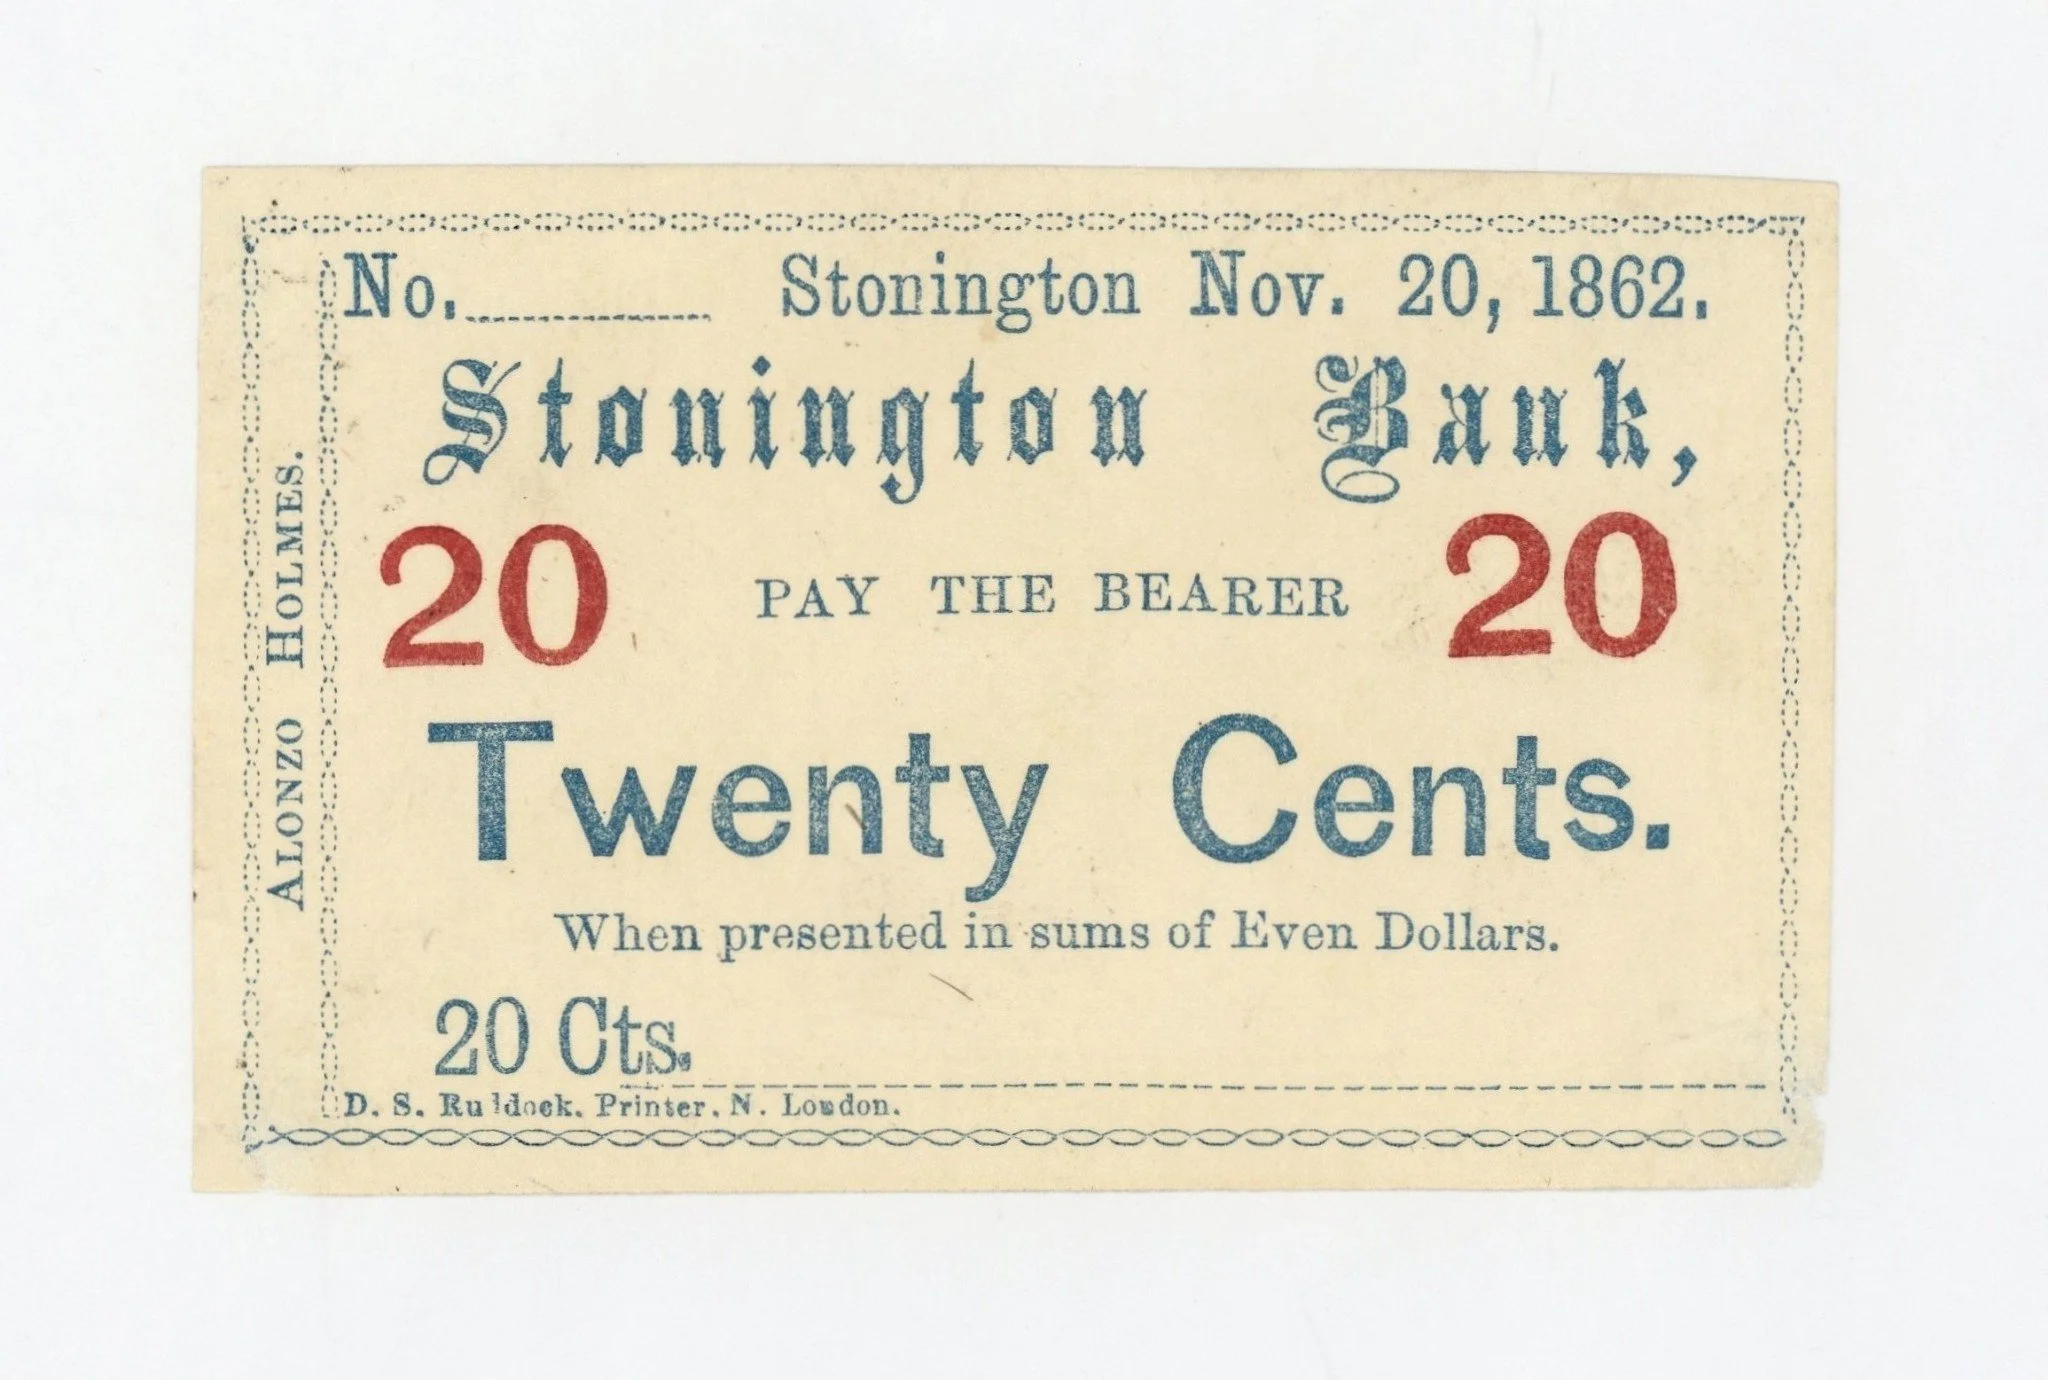 No. Stonington Nov. 20, 1862.
Stonington Bank,
20 PAY THE BEARER 20
Twenty Cents.
When presented in sums of Even Dollars.
20 Cts.
D. S. Ruddock, Printer, N. London.
ALONZO HOLMES.